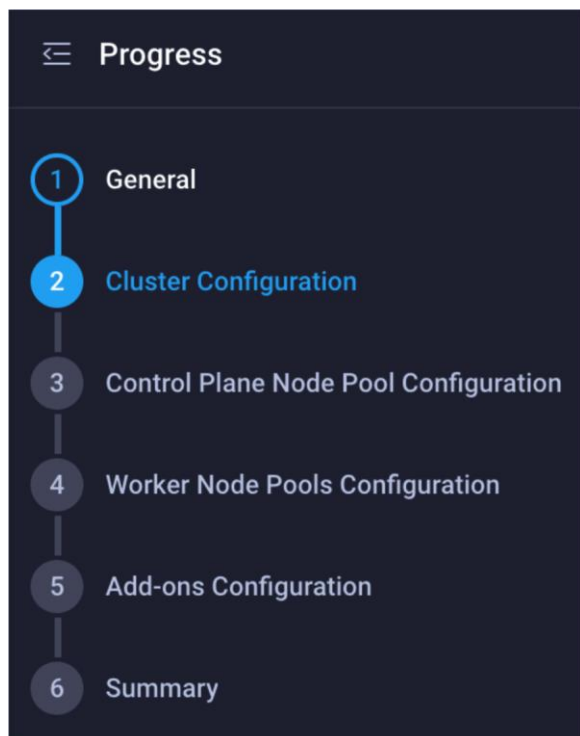 Progress
1 General
2 Cluster Configuration
3 Control Plane Node Pool Configuration
4 Worker Node Pools Configuration
5 Add-ons Configuration
6 Summary